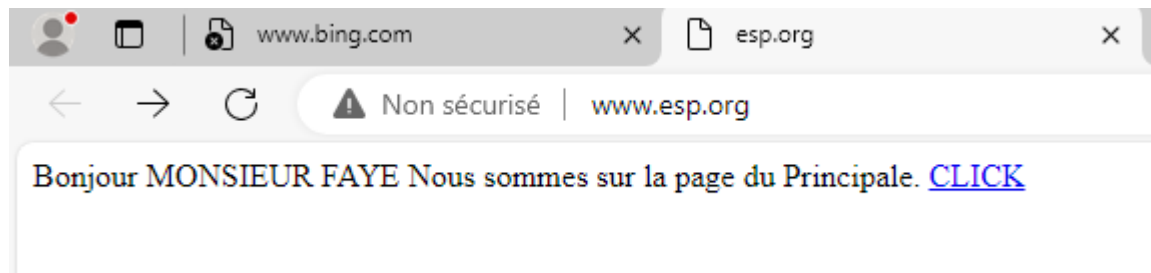 www.bing.com esp.org
Non sécurisé www.esp.org
Bonjour MONSIEUR FAYE Nous sommes sur la page du Principale. CLICK